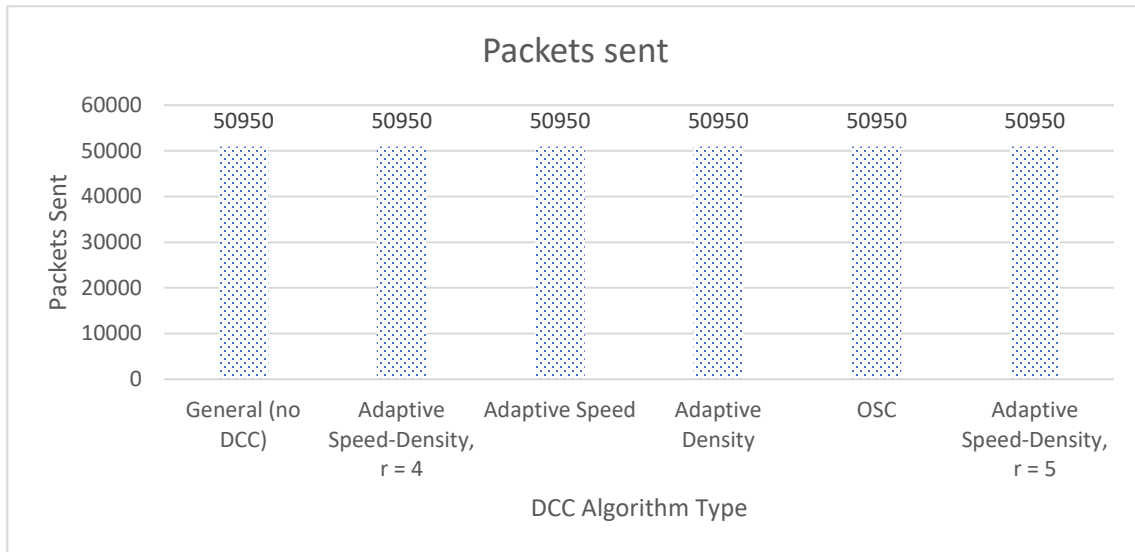 Packets sent
60000
50000
40000
30000
20000
10000
0
Packets Sent
50950 50950 50950 50950 50950 50950
General (no DCC)
Adaptive Speed-Density, r = 4
Adaptive Speed
Adaptive Density
OSC
Adaptive Speed-Density, r = 5
DCC Algorithm Type